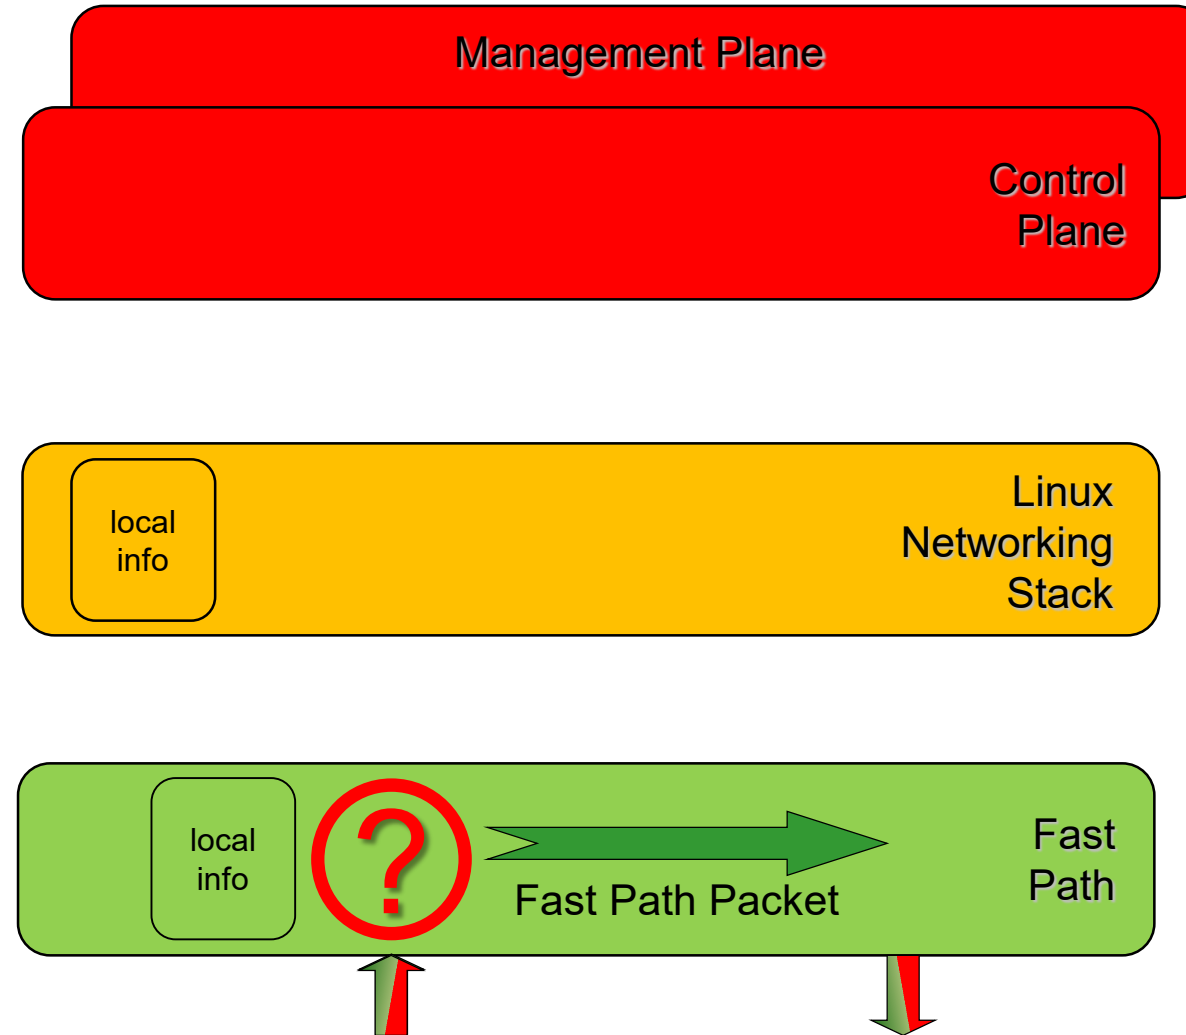 Management Plane
Control
Plane
local
info
Linux
Networking
Stack
local
info
?
Fast Path Packet
Fast
Path